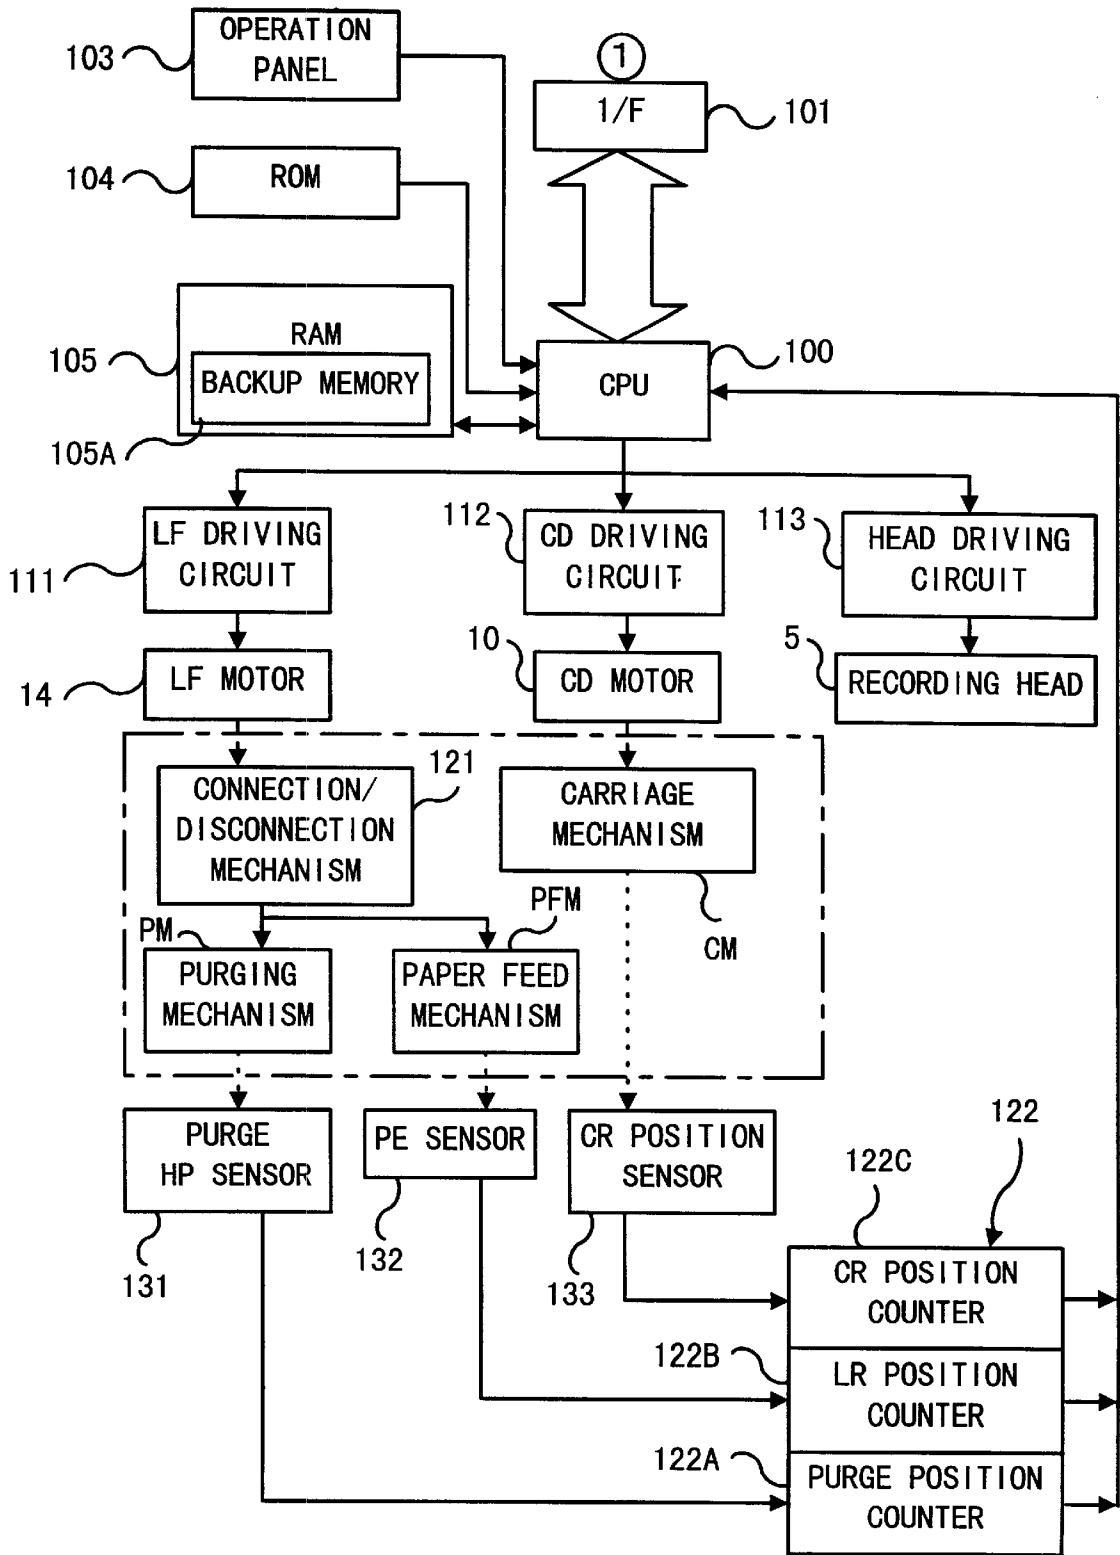 OPERATION
PANEL
103
1
1/F
101
ROM
104
RAM
105
BACKUP MEMORY
105A
CPU
100
LF DRIVING
CIRCUIT
111
112
CD DRIVING
CIRCUIT
113
HEAD DRIVING
CIRCUIT
14
LF MOTOR
10
CD MOTOR
5
RECORDING HEAD
CONNECTION/
DISCONNECTION
MECHANISM
121
CARRIAGE
MECHANISM
CM
PM
PURGING
MECHANISM
PFM
PAPER FEED
MECHANISM
PURGE
HP SENSOR
131
PE SENSOR
132
CR POSITION
SENSOR
133
122
122C
CR POSITION
COUNTER
122B
LR POSITION
COUNTER
122A
PURGE POSITION
COUNTER